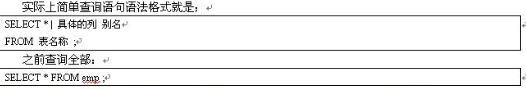 实际上简单查询语句语法格式就是：
SELECT *| 具体的列 别名
FROM 表名称 ;
之前查询全部：
SELECT * FROM emp ;